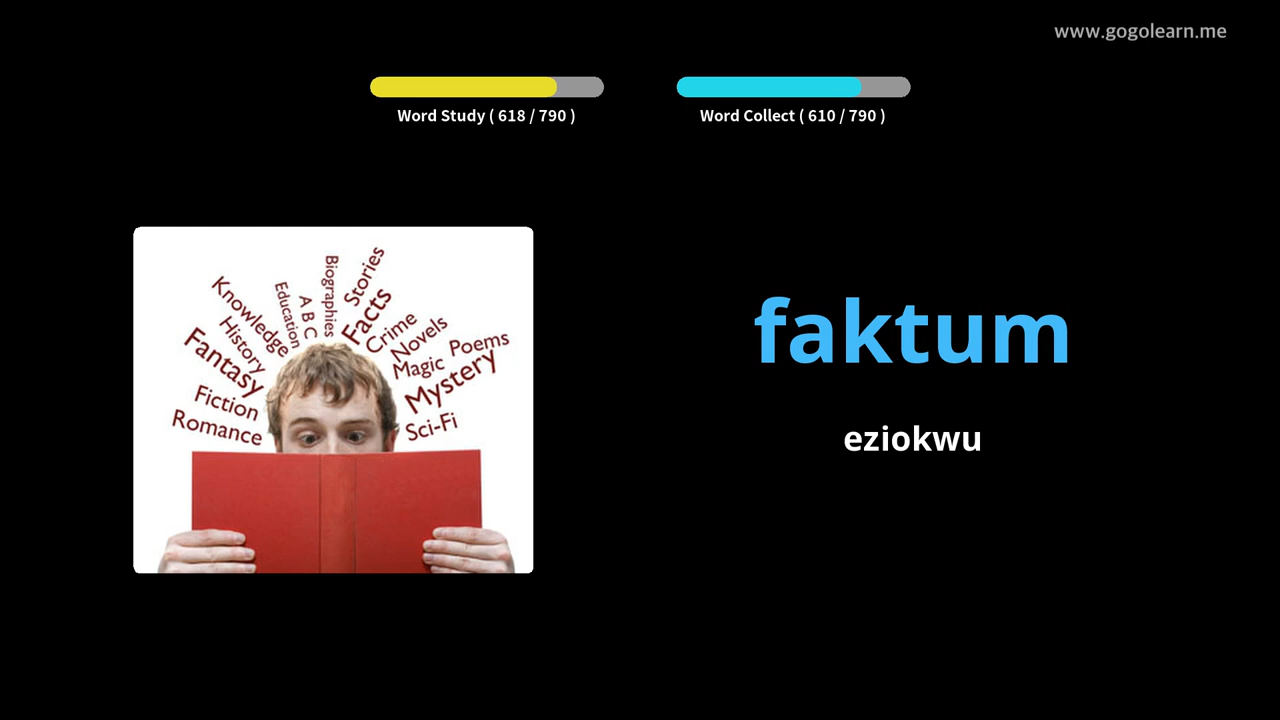 www.gogolearn.me
Word Study ( 618 / 790 )
Word Collect ( 610 / 790 )
Stories
Biographies
Facts
Education
A B C
Knowledge
Crime
Novels
History
Poems
Magic
Fantasy
Mystery
Fiction
Romance
Sci-Fi
faktum
eziokwu